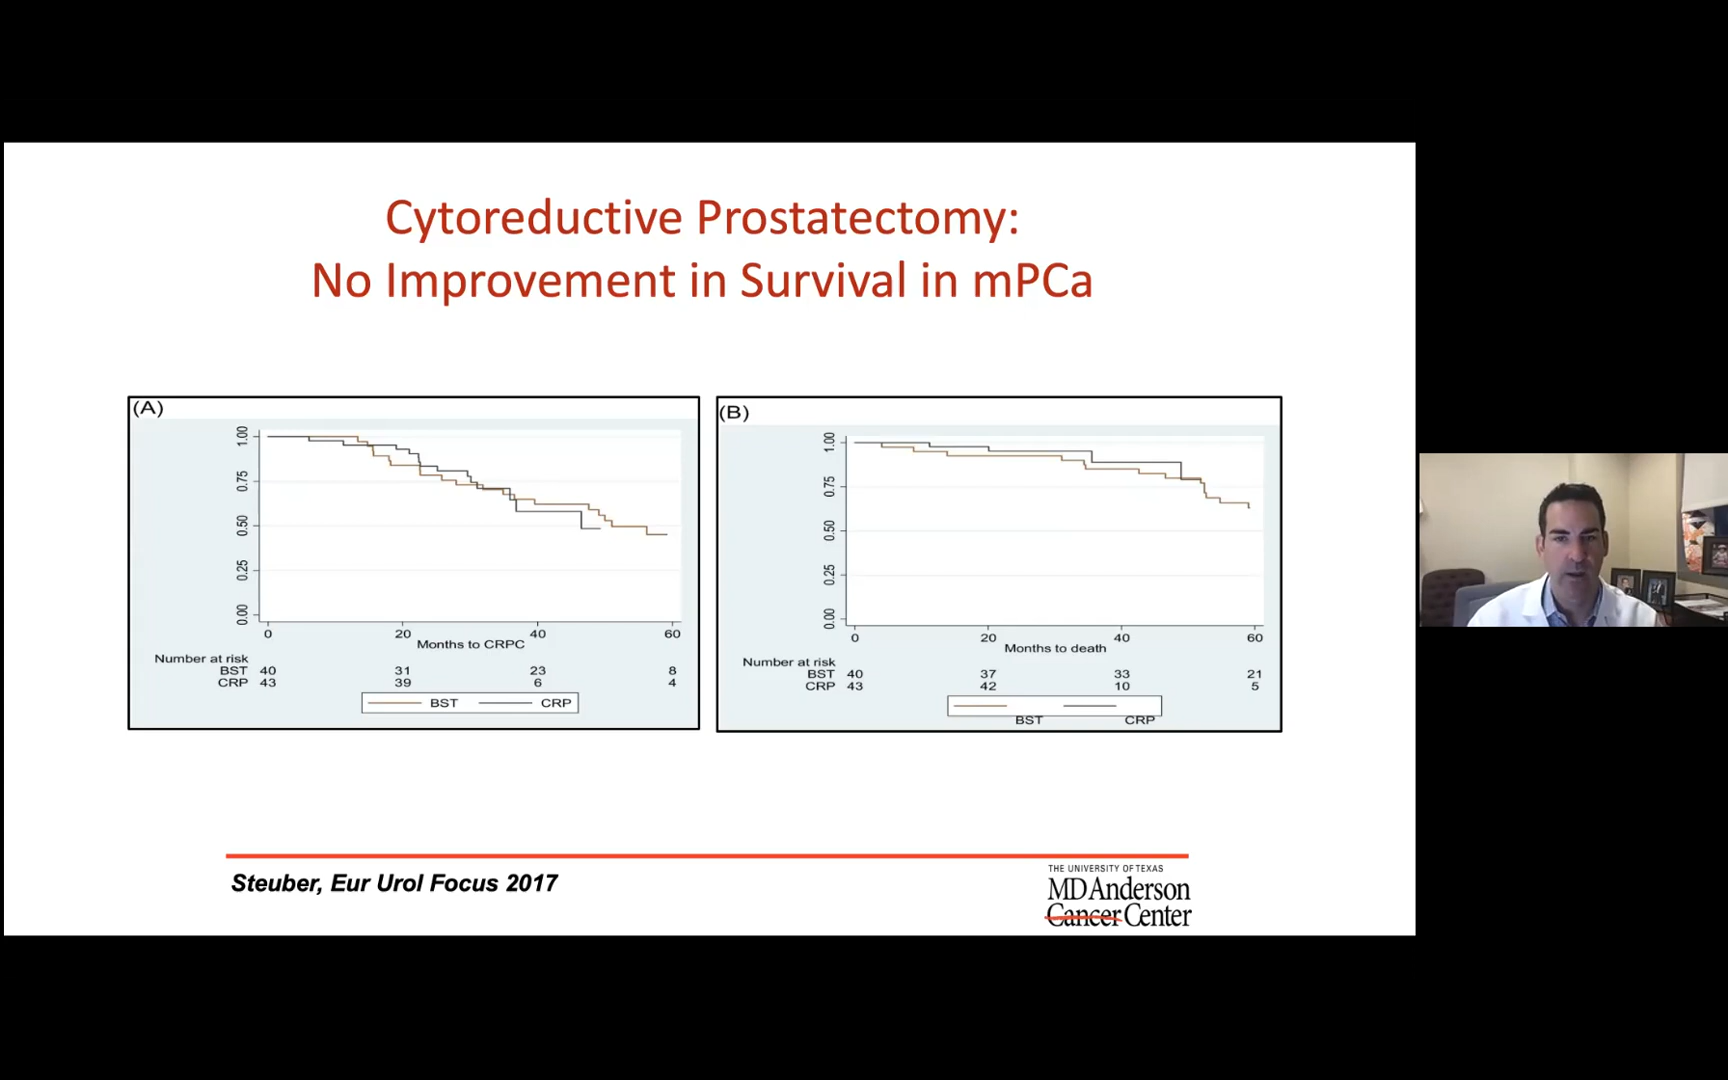 Cytoreductive Prostatectomy:
No Improvement in Survival in mPCa
(A)
1.00
0.75
0.50
0.25
0.00
0 20 40 60
Months to CRPC
Number at risk
BST 40 31 23 8
CRP 43 39 6 4
BST CRP
(B)
1.00
0.75
0.50
0.25
0.00
0 20 40 60
Months to death
Number at risk
BST 40 37 33 21
CRP 43 42 10 5
BST CRP
Steuber, Eur Urol Focus 2017
THE UNIVERSITY OF TEXAS
MD Anderson
Cancer Center